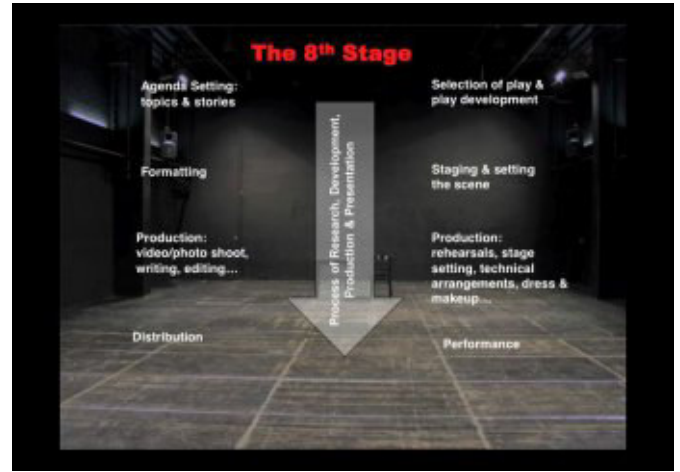 The 8th Stage
Agenda Setting:
topics & stories
Selection of play &
play development
Process of Research, Development,
Production & Presentation
Formatting
Staging & setting
the scene
Production:
video/photo shoot,
writing, editing...
Production:
rehearsals, stage
setting, technical
arrangements, dress &
makeup...
Distribution
Performance